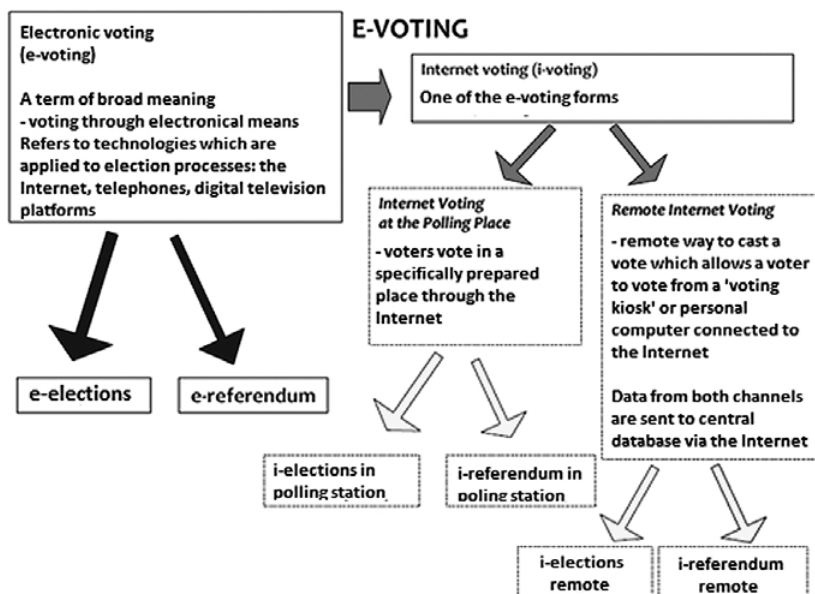 E-VOTING
Electronic voting
(e-voting)
A term of broad meaning
- voting through electronical means
Refers to technologies which are
applied to election processes: the
Internet, telephones, digital television
platforms
Internet voting (i-voting)
One of the e-voting forms
e-elections
e-referendum
Internet Voting
at the Polling Place
- voters vote in a
specifically prepared
place through the
Internet
Remote Internet Voting
- remote way to cast a
vote which allows a voter
to vote from a 'voting
kiosk' or personal
computer connected to
the Internet
Data from both channels
are sent to central
database via the Internet
i-elections in
polling station
i-referendum in
poling station
i-elections
remote
i-referendum
remote